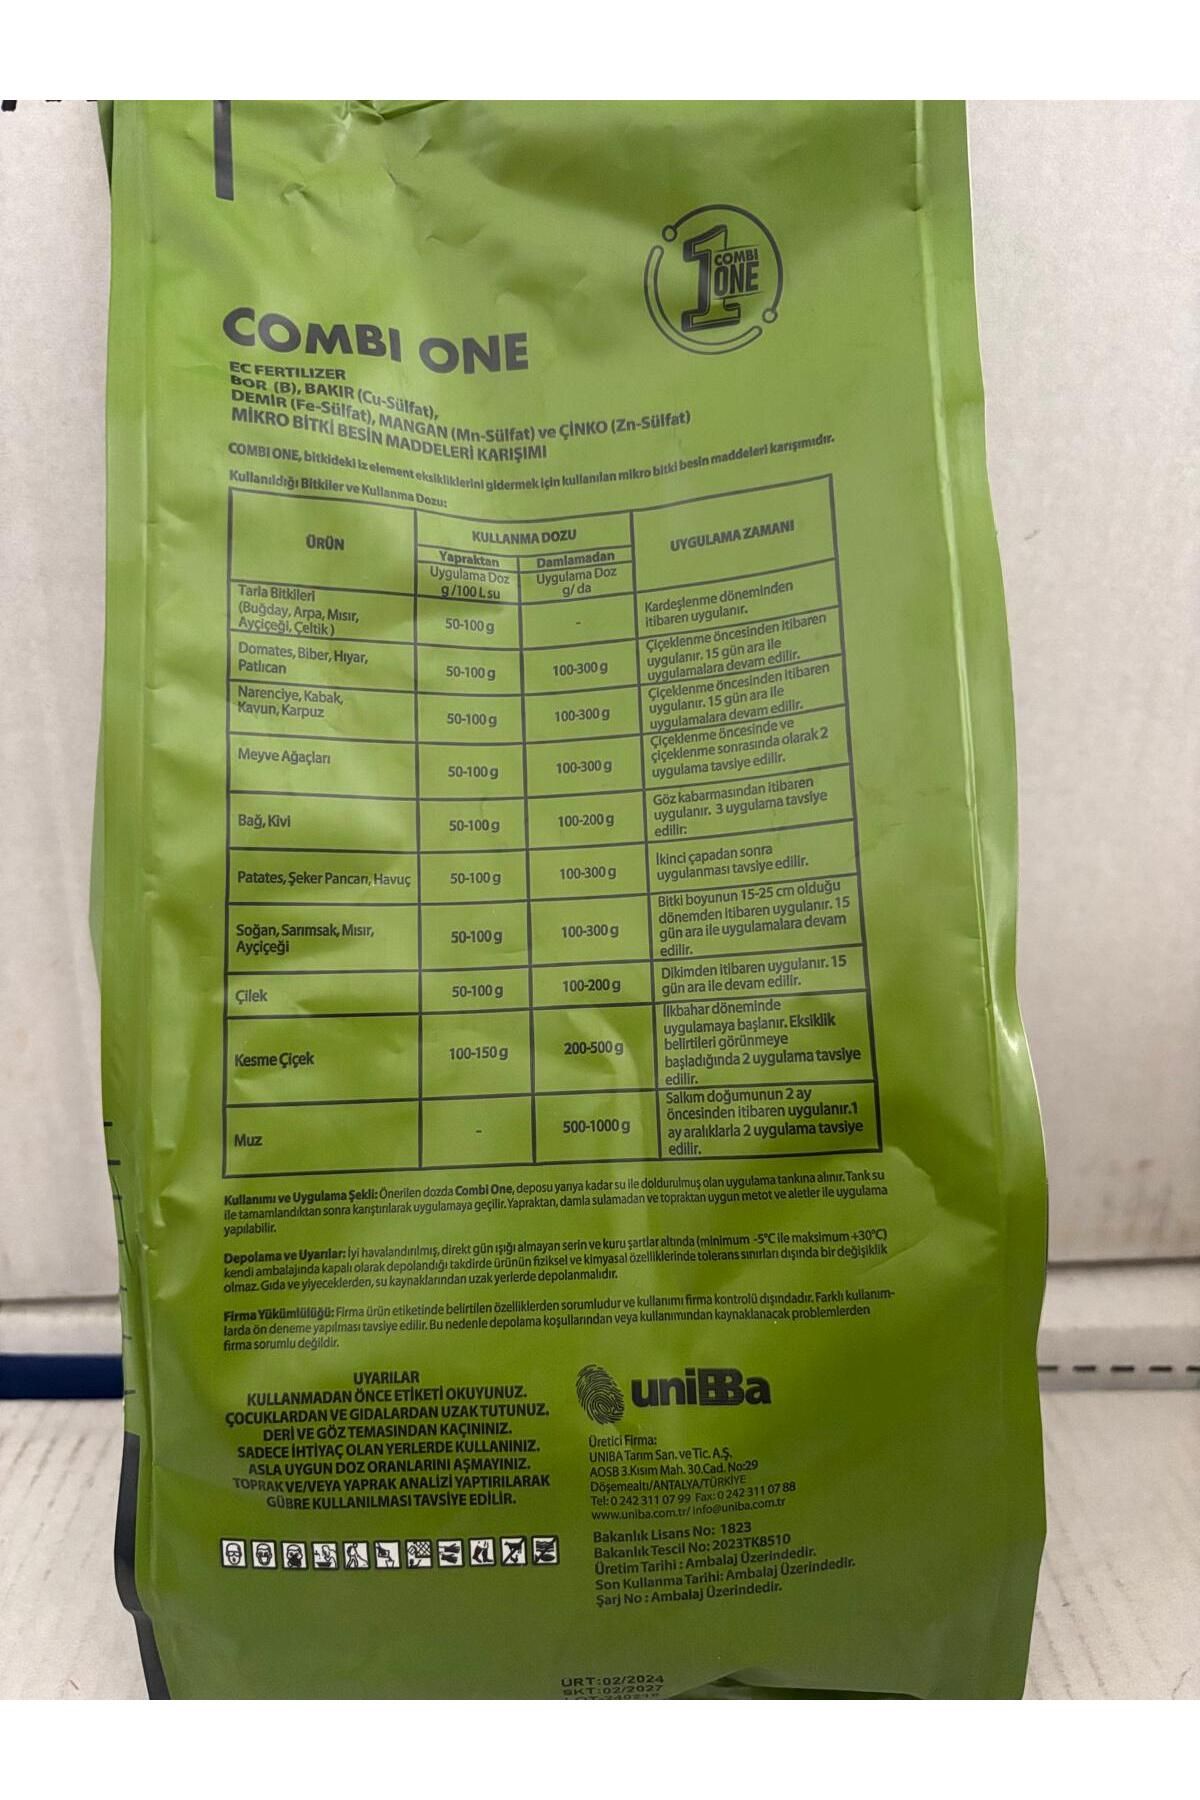 1
COMBI
ONE
COMBI ONE
EC FERTILIZER
BOR (B), BAKIR (Cu-Sülfat),
DEMİR (Fe-Sülfat), MANGAN (Mn-Sülfat) ve ÇİNKO (Zn-Sülfat)
MİKRO BİTKİ BESİN MADDELERİ KARIŞIMI
COMBI ONE, bitkideki iz element eksikliklerini gidermek için kullanılan mikro bitki besin maddeleri karışımıdır.
Kullanıldığı Bitkiler ve Kullanma Dozu:
ÜRÜN
KULLANMA DOZU
UYGULAMA ZAMANI
Yapraktan
Uygulama Doz
g /100 L su
Damlamadan
Uygulama Doz
g/ da
Tarla Bitkileri
(Buğday, Arpa, Mısır,
Ayçiçeği, Çeltik )
50-100 g
-
Kardeşlenme döneminden
itibaren uygulanır.
Domates, Biber, Hıyar,
Patlıcan
50-100 g
100-300 g
Çiçeklenme öncesinden itibaren
uygulanır. 15 gün ara ile
uygulamalara devam edilir.
Narenciye, Kabak,
Kavun, Karpuz
50-100 g
100-300 g
Çiçeklenme öncesinden itibaren
uygulanır. 15 gün ara ile
uygulamalara devam edilir.
Meyve Ağaçları
50-100 g
100-300 g
Çiçeklenme öncesinde ve
çiçeklenme sonrasında olarak 2
uygulama tavsiye edilir.
Bağ, Kivi
50-100 g
100-200 g
Göz kabarmasından itibaren
uygulanır. 3 uygulama tavsiye
edilir:
Patates, Şeker Pancarı, Havuç
50-100 g
100-300 g
İkinci çapadan sonra
uygulanması tavsiye edilir.
Soğan, Sarımsak, Mısır,
Ayçiçeği
50-100 g
100-300 g
Bitki boyunun 15-25 cm olduğu
dönemden itibaren uygulanır. 15
gün ara ile uygulamalara devam
edilir.
Çilek
50-100 g
100-200 g
Dikimden itibaren uygulanır. 15
gün ara ile devam edilir.
Kesme Çiçek
100-150 g
200-500 g
İlkbahar döneminde
uygulamaya başlanır. Eksiklik
belirtileri görünmeye
başladığında 2 uygulama tavsiye
edilir.
Muz
-
500-1000 g
Salkım doğumunun 2 ay
öncesinden itibaren uygulanır.1
ay aralıklarla 2 uygulama tavsiye
edilir.
Kullanımı ve Uygulama Şekli: Önerilen dozda Combi One, deposu yarıya kadar su ile doldurulmuş olan uygulama tankına alınır. Tank su
ile tamamlandıktan sonra karıştırılarak uygulamaya geçilir. Yapraktan, damla sulamadan ve topraktan uygun metot ve aletler ile uygulama
yapılabilir.
Depolama ve Uyarılar: İyi havalandırılmış, direkt gün ışığı almayan serin ve kuru şartlar altında (minimum -5°C ile maksimum +30°C)
kendi ambalajında kapalı olarak depolandığı takdirde ürünün fiziksel ve kimyasal özelliklerinde tolerans sınırları dışında bir değişiklik
olmaz. Gıda ve yiyeceklerden, su kaynaklarından uzak yerlerde depolanmalıdır.
Firma Yükümlülüğü: Firma ürün etiketinde belirtilen özelliklerden sorumludur ve kullanımı firma kontrolü dışındadır. Farklı kullanım-
larda ön deneme yapılması tavsiye edilir. Bu nedenle depolama koşullarından veya kullanımından kaynaklanacak problemlerden
firma sorumlu değildir.
UYARILAR
KULLANMADAN ÖNCE ETİKETİ OKUYUNUZ.
ÇOCUKLARDAN VE GIDALARDAN UZAK TUTUNUZ.
DERİ VE GÖZ TEMASINDAN KAÇININIZ.
SADECE İHTİYAÇ OLAN YERLERDE KULLANINIZ.
ASLA UYGUN DOZ ORANLARINI AŞMAYINIZ.
TOPRAK VE/VEYA YAPRAK ANALİZİ YAPTIRILARAK
GÜBRE KULLANILMASI TAVSİYE EDİLİR.
uniBBa
Üretici Firma:
UNIBA Tarım San. ve Tic. A.Ş.
AOSB 3.Kısım Mah. 30.Cad. No:29
Döşemealtı/ANTALYA/TÜRKİYE
Tel: 0 242 311 07 99 Fax: 0 242 311 07 88
www.uniba.com.tr/ info@uniba.com.tr
Bakanlık Lisans No: 1823
Bakanlık Tescil No: 2023TK8510
Üretim Tarihi : Ambalaj Üzerindedir.
Son Kullanma Tarihi: Ambalaj Üzerindedir.
Şarj No : Ambalaj Üzerindedir.
ÜRT:02/2024
SKT:02/2027